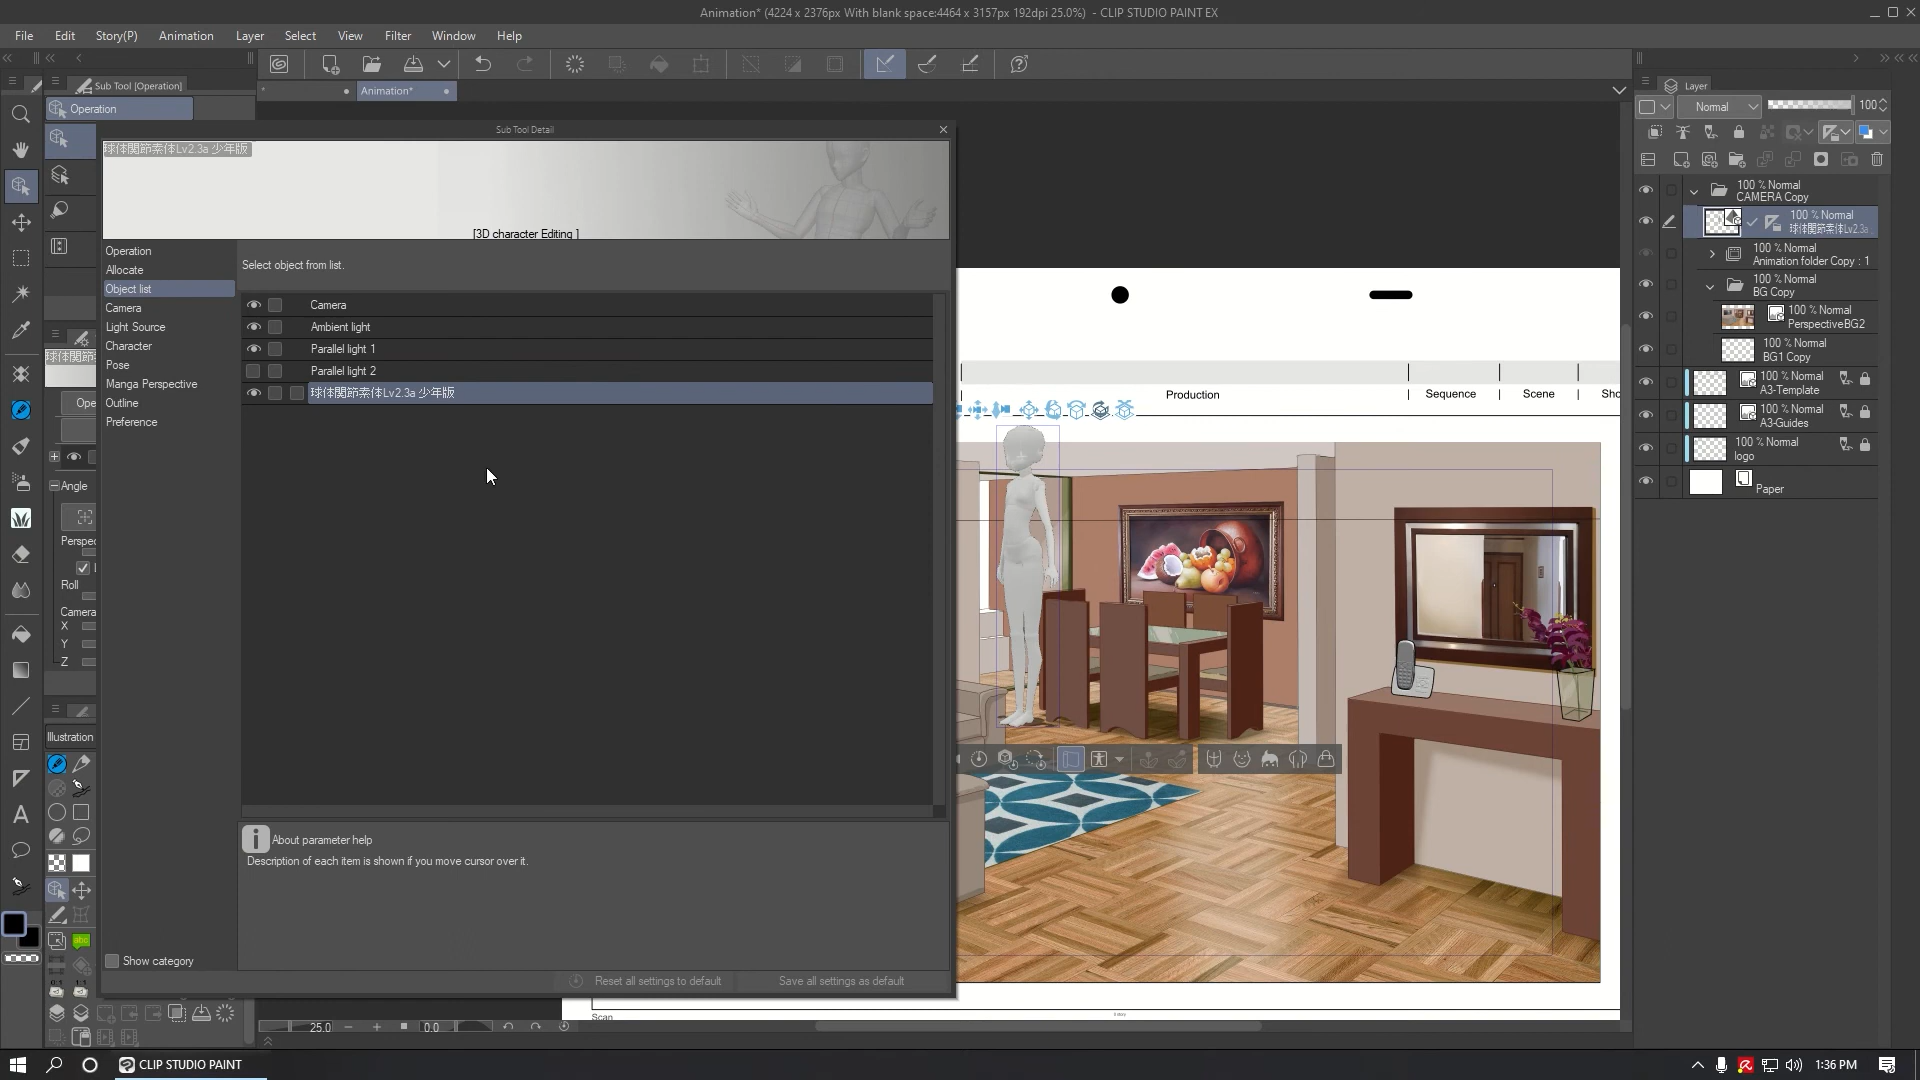 Animation* (4224 x 2376px With blank space:4464 x 3157px 192dpi 25.0%)  - CLIP STUDIO PAINT EX
File Edit Story(P) Animation Layer Select View Filter Window Help
Sub Tool [Operation]
Operation
Animation*
Sub Tool Detail
球体関節素体Lv2.3a 少年版
[3D character Editing ]
Operation
Allocate
Object list
Camera
Light Source
Character
Pose
Manga Perspective
Outline
Preference
Show category
Select object from list.
Camera
Ambient light
Parallel light 1
Parallel light 2
球体関節素体Lv2.3a 少年版
About parameter help
Description of each item is shown if you move cursor over it.
Reset all settings to default
Save all settings as default
球体関節
Ope
Angle
Perspec
Roll
Camera
X
Y
Z
Illustration
abc
Production
Sequence
Scene
Sho
Scan
25.0
0.0
Layer
Normal
100
100 % Normal
CAMERA Copy
100 % Normal
球体関節素体Lv2.3a
100 % Normal
Animation folder Copy : 1
100 % Normal
BG Copy
100 % Normal
PerspectiveBG2
100 % Normal
BG1 Copy
100 % Normal
A3-Template
100 % Normal
A3-Guides
100 % Normal
logo
Paper
CLIP STUDIO PAINT
1:36 PM